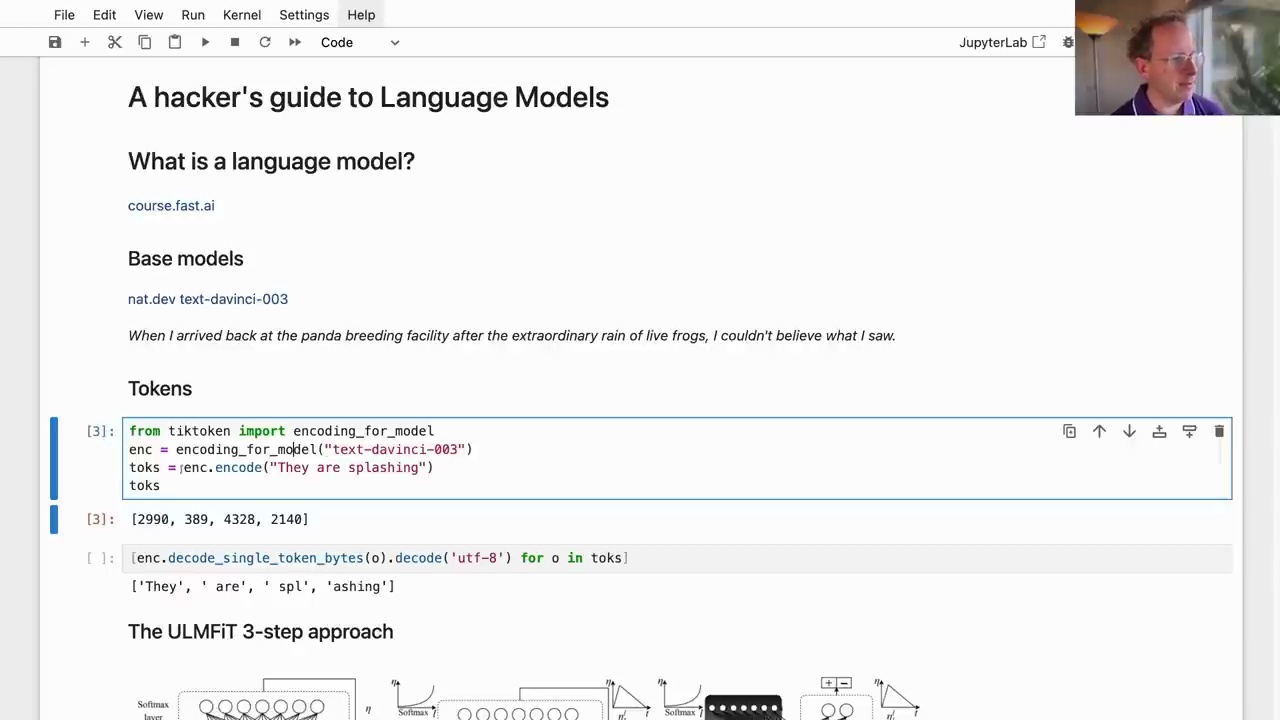 File Edit View Run Kernel Settings Help
Code
JupyterLab
A hacker's guide to Language Models
What is a language model?
course.fast.ai
Base models
nat.dev text-davinci-003
When I arrived back at the panda breeding facility after the extraordinary rain of live frogs, I couldn't believe what I saw.
Tokens
[3]: from tiktoken import encoding_for_model
enc = encoding_for_model("text-davinci-003")
toks = enc.encode("They are splashing")
toks
[3]: [2990, 389, 4328, 2140]
[ ]: [enc.decode_single_token_bytes(o).decode('utf-8') for o in toks]
['They', ' are', ' spl', 'ashing']
The ULMFiT 3-step approach
Softmax
layer
η
η
Softmax
η
η
Softmax
η